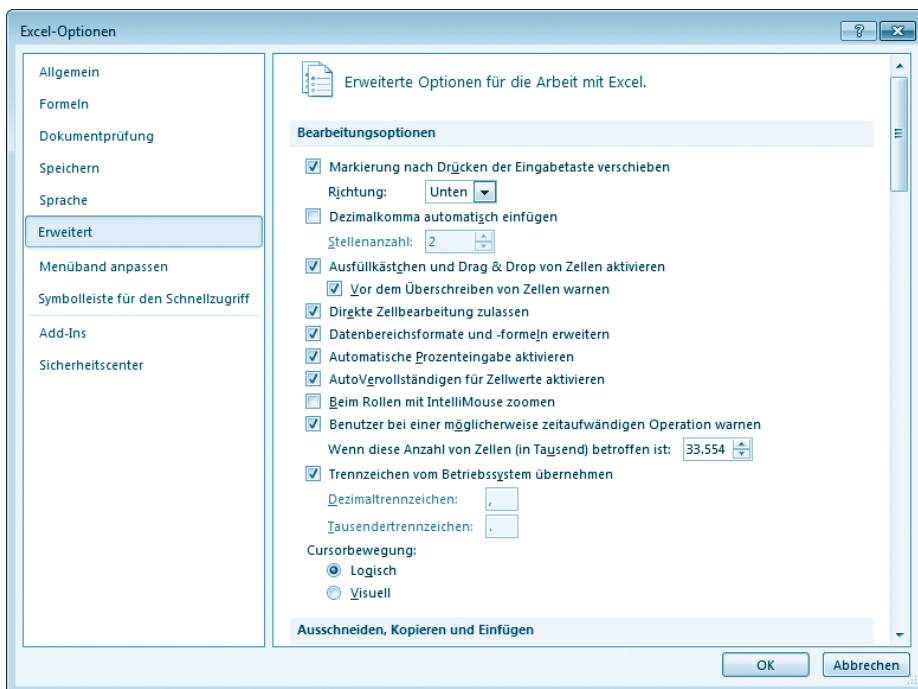 Excel-Optionen
Allgemein
Formeln
Dokumentprüfung
Speichern
Sprache
Erweitert
Menüband anpassen
Symbolleiste für den Schnellzugriff
Add-Ins
Sicherheitscenter
Erweiterte Optionen für die Arbeit mit Excel.
Bearbeitungsoptionen
Markierung nach Drücken der Eingabetaste verschieben
Richtung: Unten
Dezimalkomma automatisch einfügen
Stellenanzahl: 2
Ausfüllkästchen und Drag & Drop von Zellen aktivieren
Vor dem Überschreiben von Zellen warnen
Direkte Zellbearbeitung zulassen
Datenbereichsformate und -formeln erweitern
Automatische Prozenteingabe aktivieren
AutoVervollständigen für Zellwerte aktivieren
Beim Rollen mit IntelliMouse zoomen
Benutzer bei einer möglicherweise zeitaufwändigen Operation warnen
Wenn diese Anzahl von Zellen (in Tausend) betroffen ist: 33.554
Trennzeichen vom Betriebssystem übernehmen
Dezimaltrennzeichen: ,
Tausendertrennzeichen: .
Cursorbewegung:
Logisch
Visuell
Ausschneiden, Kopieren und Einfügen
OK Abbrechen